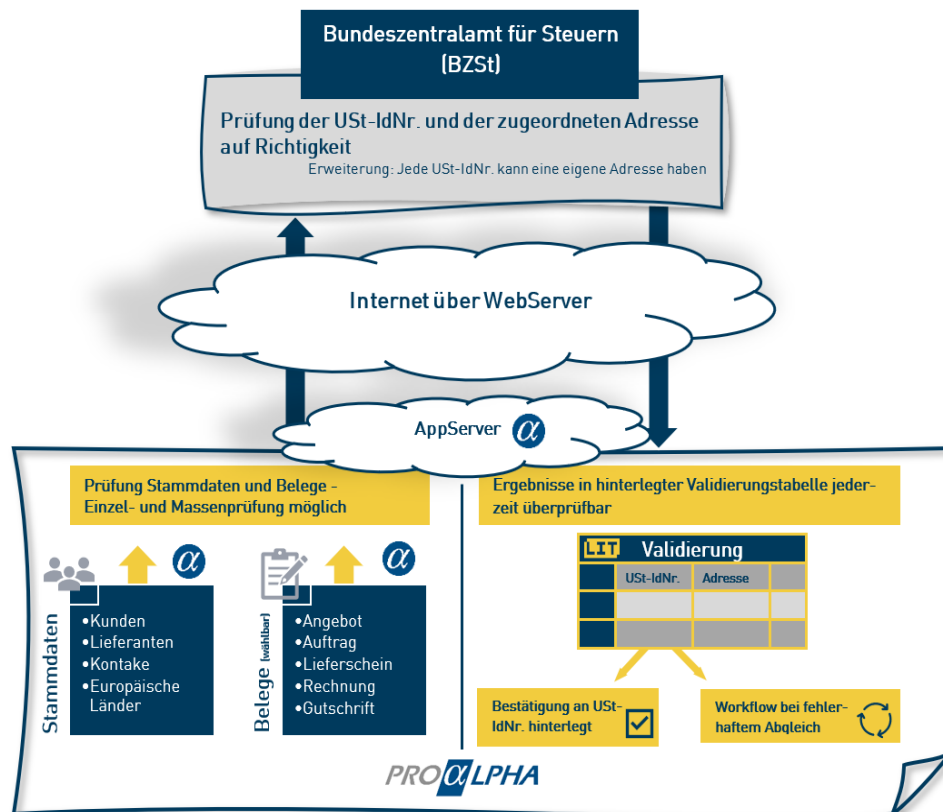 Bundeszentralamt für Steuern
(BZSt)
Prüfung der USt-IdNr. und der zugeordneten Adresse
auf Richtigkeit
Erweiterung: Jede USt-IdNr. kann eine eigene Adresse haben
Internet über WebServer
AppServer α
Prüfung Stammdaten und Belege -
Einzel- und Massenprüfung möglich
α
α
Stammdaten
•Kunden
•Lieferanten
•Kontake
•Europäische
Länder
Belege (wählbar)
•Angebot
•Auftrag
•Lieferschein
•Rechnung
•Gutschrift
Ergebnisse in hinterlegter Validierungstabelle jeder-
zeit überprüfbar
LIT Validierung
USt-IdNr. Adresse
Bestätigung an USt-
IdNr. hinterlegt
Workflow bei fehler-
haftem Abgleich
PROαLPHA